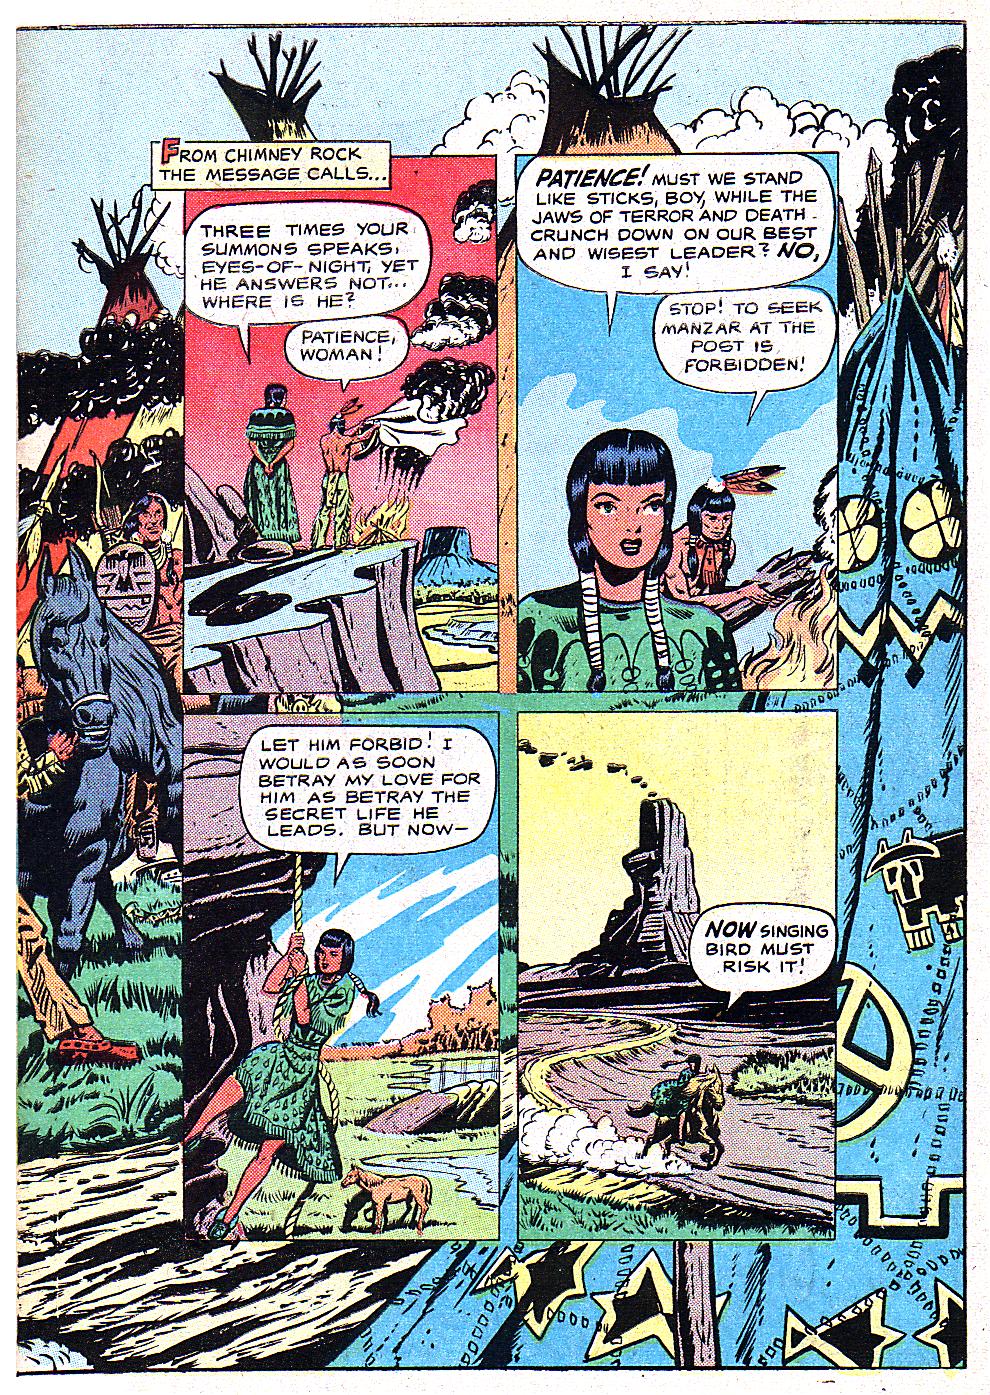 FROM CHIMNEY ROCK
THE MESSAGE CALLS...
THREE TIMES YOUR
SUMMONS SPEAKS,
EYES-OF-NIGHT, YET
HE ANSWERS NOT...
WHERE IS HE?
PATIENCE,
WOMAN!
PATIENCE! MUST WE STAND
LIKE STICKS, BOY, WHILE THE
JAWS OF TERROR AND DEATH
CRUNCH DOWN ON OUR BEST
AND WISEST LEADER? NO,
I SAY!
STOP! TO SEEK
MANZAR AT THE
POST IS
FORBIDDEN!
LET HIM FORBID! I
WOULD AS SOON
BETRAY MY LOVE FOR
HIM AS BETRAY THE
SECRET LIFE HE
LEADS. BUT NOW—
NOW SINGING
BIRD MUST
RISK IT!